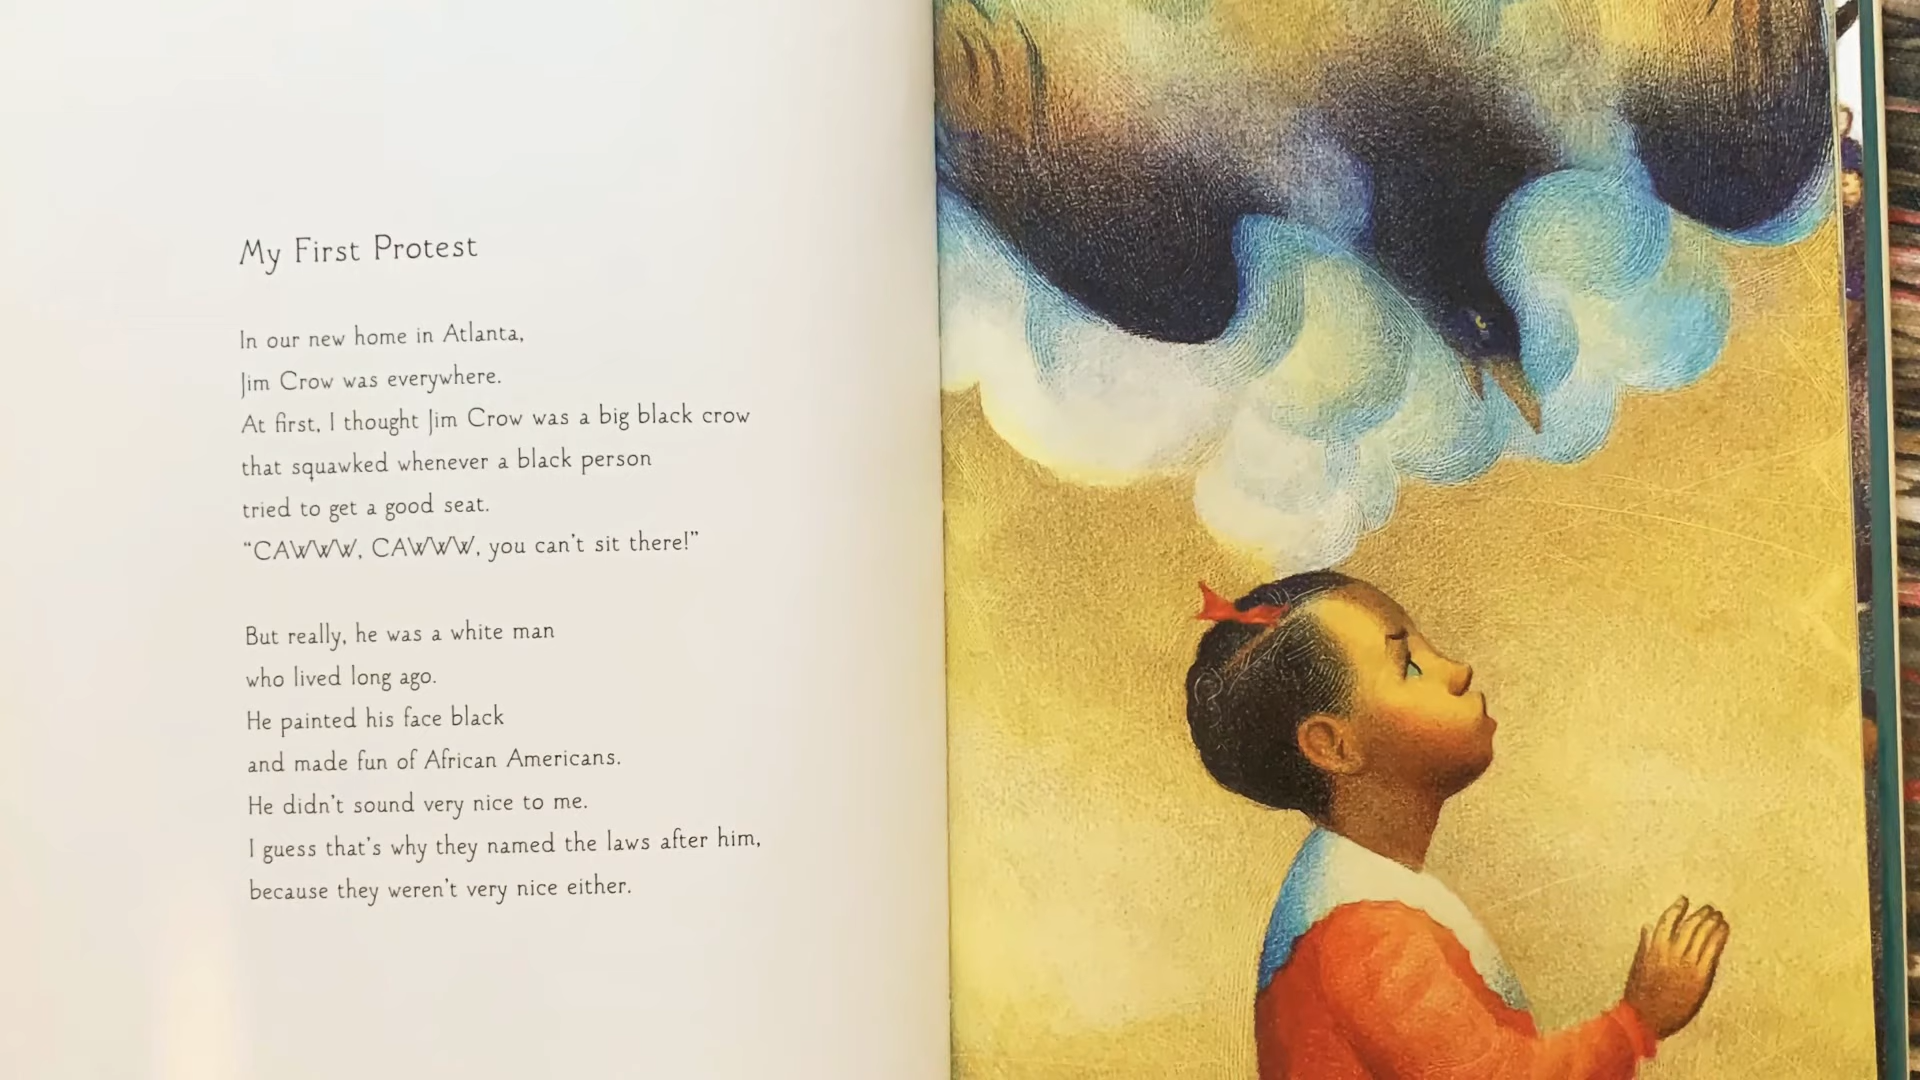 My First Protest
In our new home in Atlanta,
Jim Crow was everywhere.
At first, I thought Jim Crow was a big black crow
that squawked whenever a black person
tried to get a good seat.
“CAWWW, CAWWW, you can't sit there!”
But really, he was a white man
who lived long ago.
He painted his face black
and made fun of African Americans.
He didn't sound very nice to me.
I guess that's why they named the laws after him,
because they weren't very nice either.